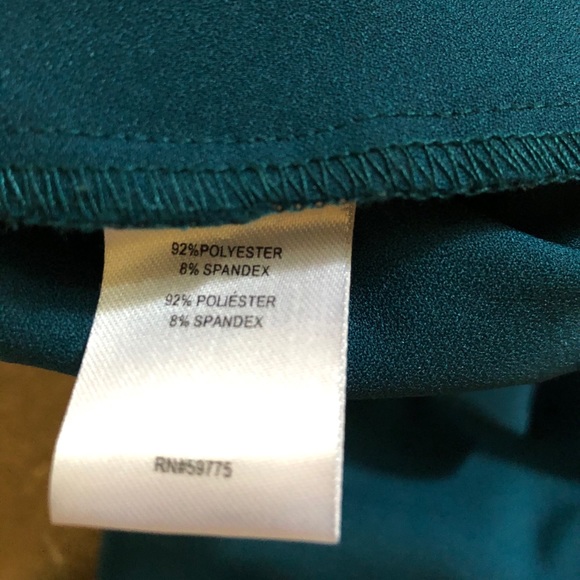 92%POLYESTER
8% SPANDEX
92% POLIÉSTER
8% SPANDEX
RN#59775